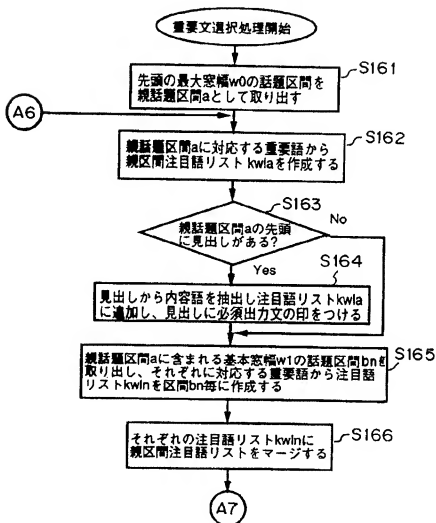 重要文選択処理開始
S161
先頭の最大窓幅w0の話題区間を
親話題区間aとして取り出す
A6
S162
親話題区間aに対応する重要語から
親区間注目語リストkwlaを作成する
S163
親話題区間aの先頭
に見出しがある?
No
Yes
S164
見出しから内容語を抽出し注目語リストkwla
に追加し、見出しに必須出力文の印をつける
S165
親話題区間aに含まれる基本窓幅w1の話題区間bnを
取り出し、それぞれに対応する重要語から注目語
リストkwlnを区間bn毎に作成する
S166
それぞれの注目語リストkwlnに
親区間注目語リストをマージする
A7